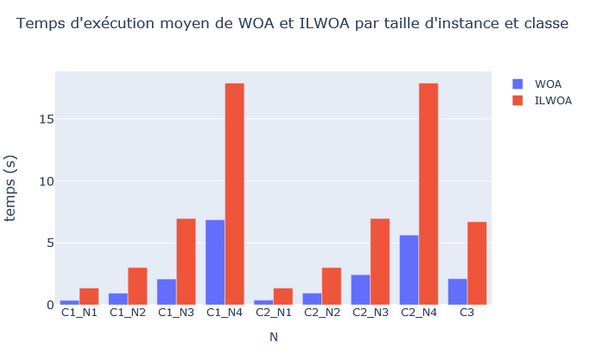 Temps d'exécution moyen de WOA et ILWOA par taille d'instance et classe
WOA
ILWOA
temps (s)
15
10
5
0
C1_N1 C1_N2 C1_N3 C1_N4 C2_N1 C2_N2 C2_N3 C2_N4 C3
N